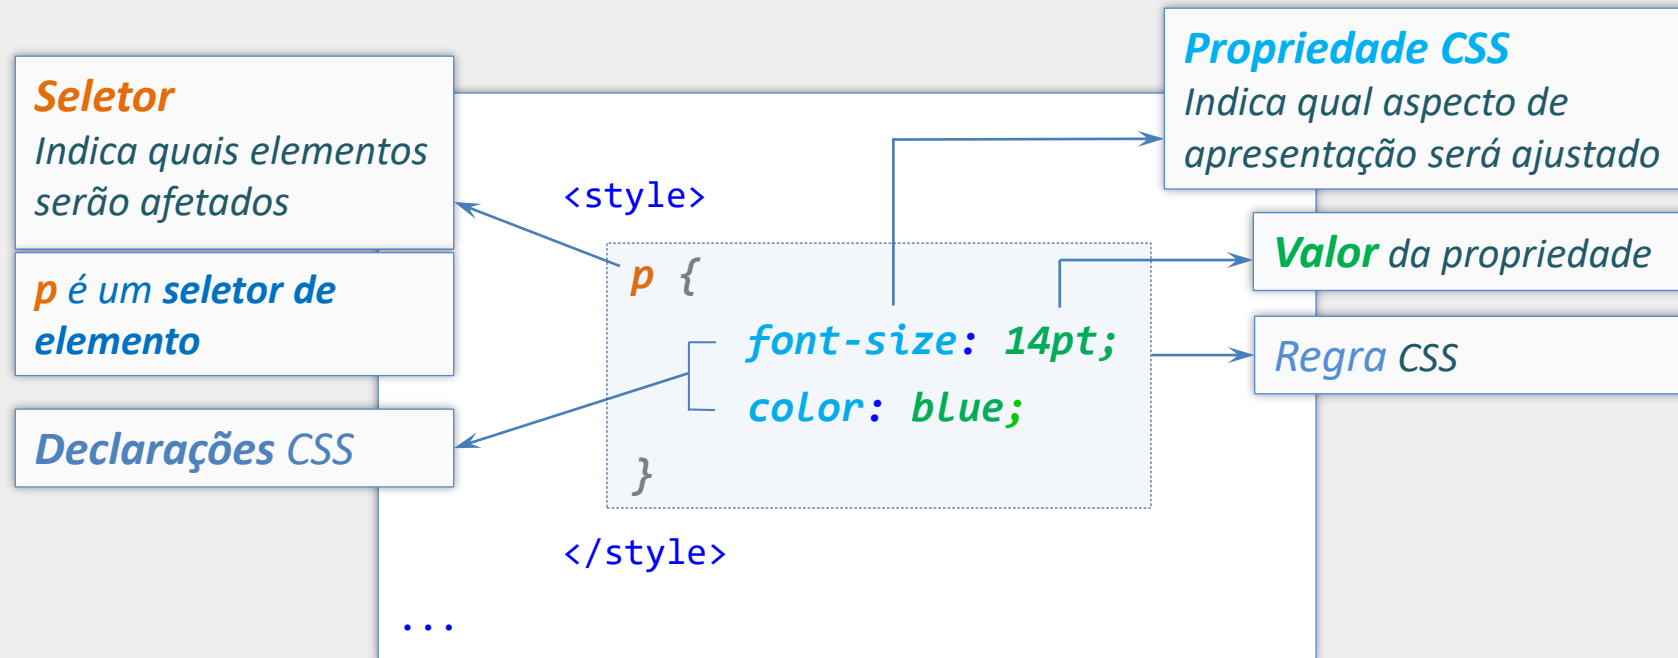 Seletor
Indica quais elementos
serão afetados
p é um seletor de
elemento
Declarações CSS
<style>
p {
font-size: 14pt;
color: blue;
}
</style>
...
Propriedade CSS
Indica qual aspecto de
apresentação será ajustado
Valor da propriedade
Regra CSS